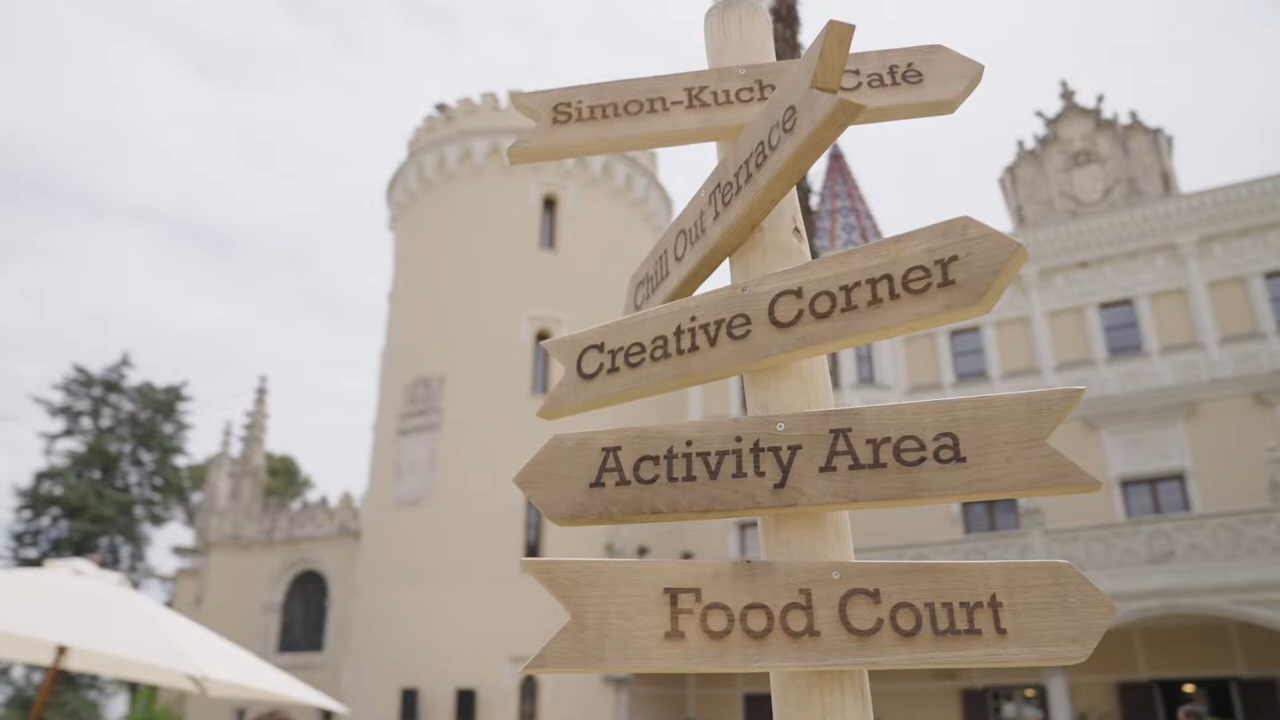 Simon-Kuch Café
Chill Out Terrace
Creative Corner
Activity Area
Food Court